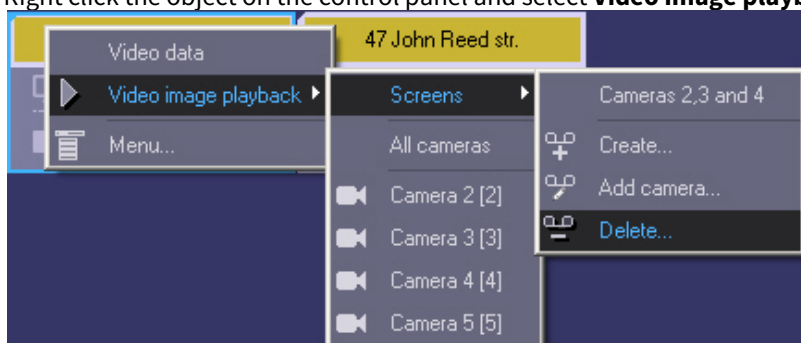 Right click the object on the control panel and select Video image playb
47 John Reed str.
Video data
Video image playback
Menu...
Screens
All cameras
Camera 2 [2]
Camera 3 [3]
Camera 4 [4]
Camera 5 [5]
Cameras 2,3 and 4
Create...
Add camera...
Delete...